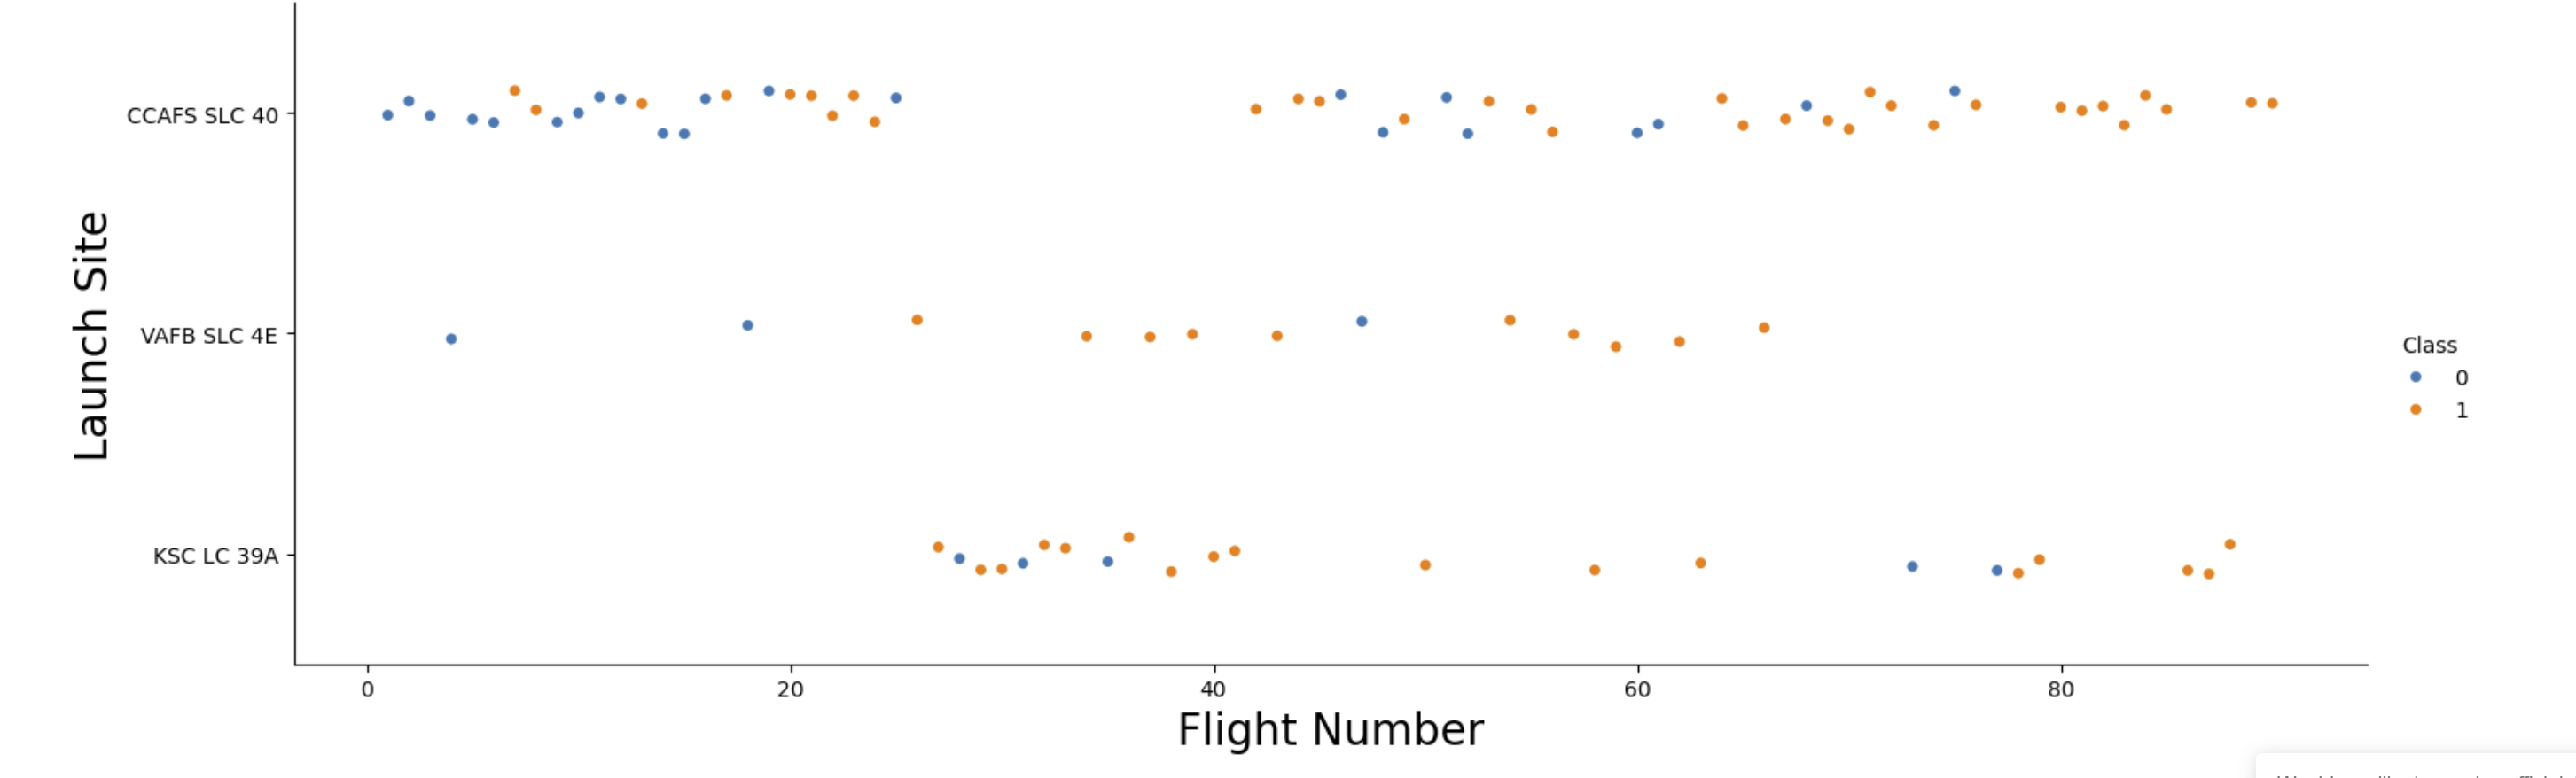 Launch Site
CCAFS SLC 40
VAFB SLC 4E
KSC LC 39A
0
20
40
60
80
Flight Number
Class
0
1